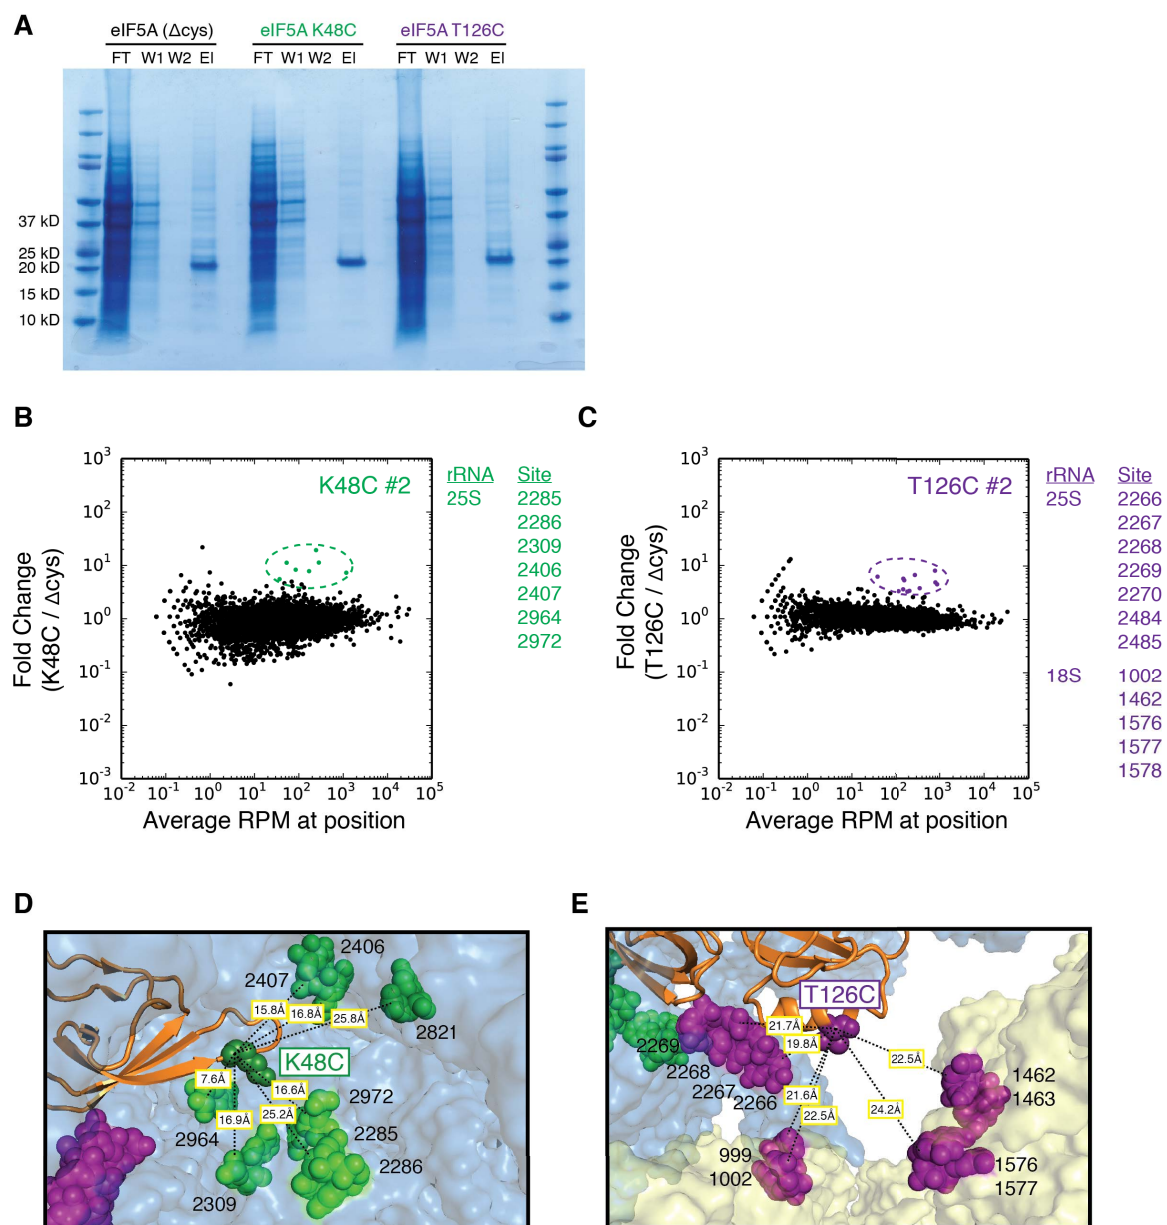 A
eIF5A (Δcys)
eIF5A K48C
eIF5A T126C
FT W1 W2 El
FT W1 W2 El
FT W1 W2 El
37 kD
25 kD
20 kD
15 kD
10 kD
B
K48C #2
Fold Change
(K48C / Δcys)
10³
10²
10¹
10⁰
10⁻¹
10⁻²
10⁻³
10⁻² 10⁻¹ 10⁰ 10¹ 10² 10³ 10⁴ 10⁵
Average RPM at position
rRNA Site
25S 2285
2286
2309
2406
2407
2964
2972
C
T126C #2
Fold Change
(T126C / Δcys)
10³
10²
10¹
10⁰
10⁻¹
10⁻²
10⁻³
10⁻² 10⁻¹ 10⁰ 10¹ 10² 10³ 10⁴ 10⁵
Average RPM at position
rRNA Site
25S 2266
2267
2268
2269
2270
2484
2485
18S 1002
1462
1576
1577
1578
D
2406
2407
15.8Å
16.8Å
25.8Å
2821
K48C
7.6Å
16.6Å
2972
16.9Å
25.2Å
2964
2285
2286
2309
E
T126C
21.7Å
19.8Å
2269
22.5Å
2268
2267
2266
1462
1463
21.6Å
22.5Å
24.2Å
999
1002
1576
1577